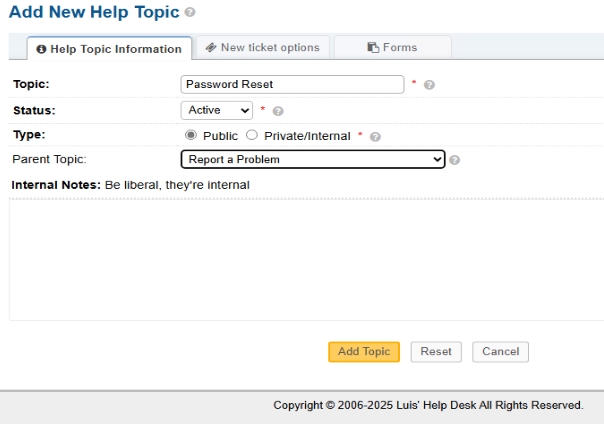 Add New Help Topic
Help Topic Information New ticket options Forms
Topic: Password Reset *
Status: Active *
Type: Public Private/Internal *
Parent Topic: Report a Problem
Internal Notes: Be liberal, they're internal
Add Topic Reset Cancel
Copyright © 2006-2025 Luis' Help Desk All Rights Reserved.